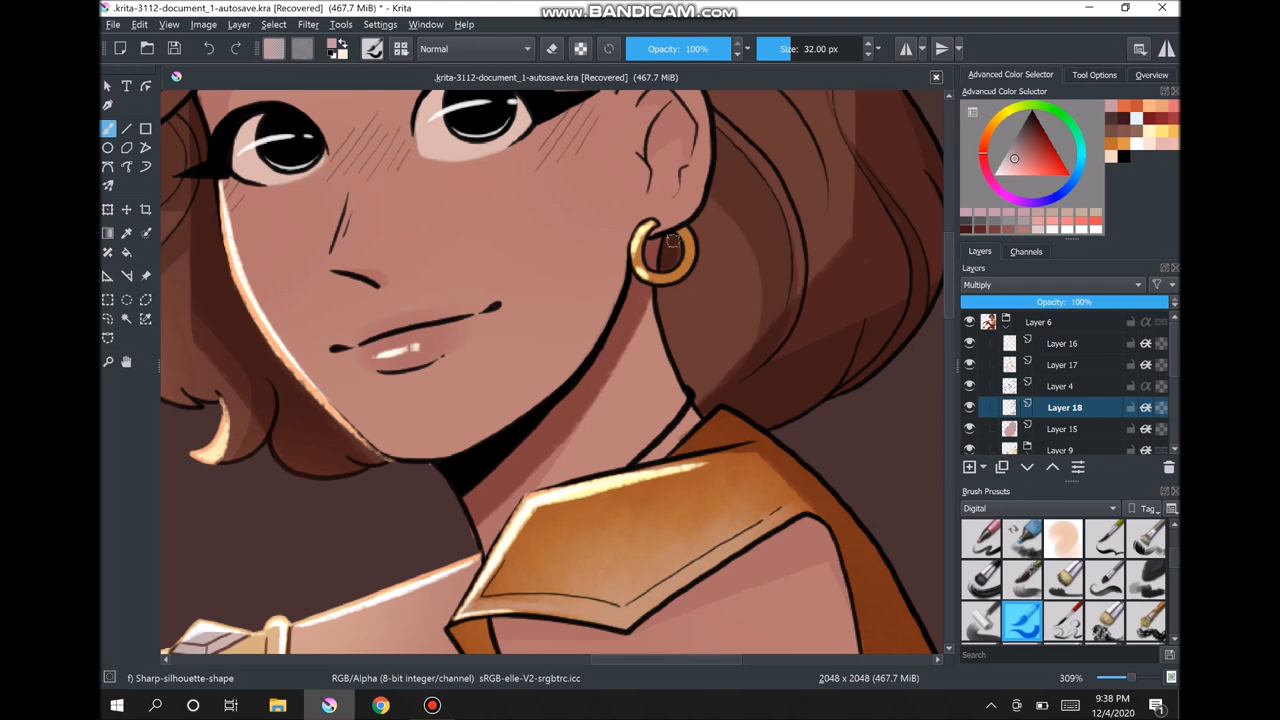 .krita-3112-document_1-autosave.kra [Recovered] (467.7 MiB) * - Krita
www.BANDICAM.com
File Edit View Image Layer Select Filter Tools Settings Window Help
Normal Opacity: 100% Size: 32.00 px
.krita-3112-document_1-autosave.kra [Recovered] (467.7 MiB)
Advanced Color Selector Tool Options Overview
Advanced Color Selector
Layers Channels
Layers
Multiply
Opacity: 100%
Layer 6
Layer 16
Layer 17
Layer 4
Layer 18
Layer 15
Layer 9
Brush Presets
Digital Tag
Search
f) Sharp-silhouette-shape RGB/Alpha (8-bit integer/channel) sRGB-elle-V2-srgbtrc.icc 2048 x 2048 (467.7 MiB) 309%
9:38 PM
12/4/2020
1